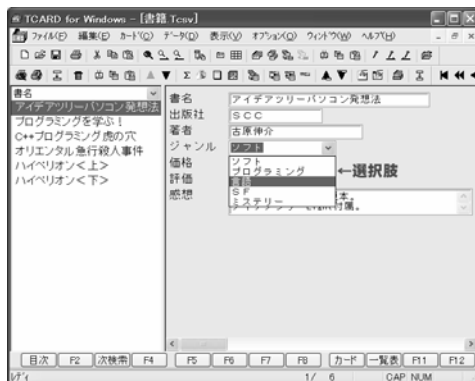 TCARD for Windows - [書籍.Tcsv]
ファイル(F) 編集(E) カード(C) データ(D) 表示(V) オプション(O) ウィンドウ(W) ヘルプ(H)
書名
アイデアツリーパソコン発想法
プログラミングを学ぶ!
C++プログラミング虎の穴
オリエンタル急行殺人事件
ハイペリオン<上>
ハイペリオン<下>
書名 アイデアツリーパソコン発想法
出版社 SCC
著者 古原伸介
ジャンル ソフト
価格 ソフト
プログラミング ←選択肢
評価 言語
感想 SF
ミステリー 本。
付属。
目次 F2 次検索 F4 F5 F6 F7 F8 カード 一覧表 F11 F12
レディ 1/ 6 CAP NUM